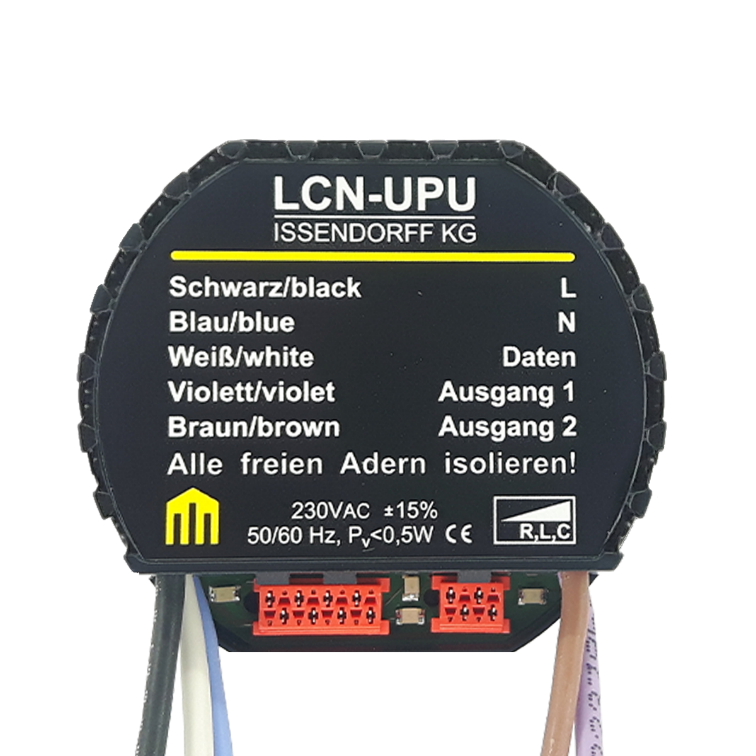 LCN-UPU
ISSENDORFF KG
Schwarz/black L
Blau/blue N
Weiß/white Daten
Violett/violet Ausgang 1
Braun/brown Ausgang 2
Alle freien Adern isolieren!
230VAC ±15%
50/60 Hz, Pv<0,5W CE
R,L,C